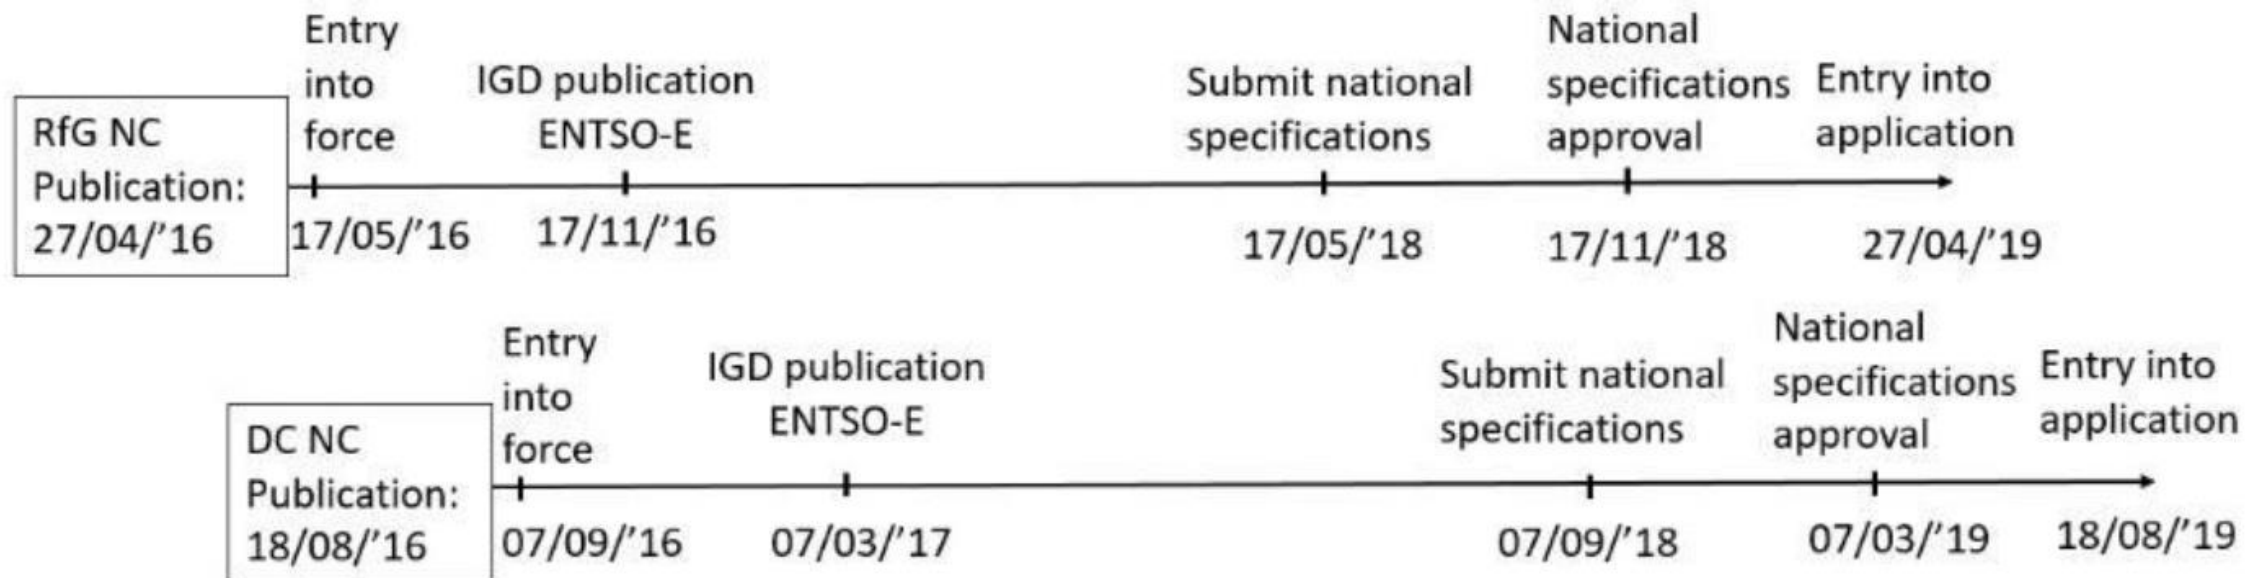 RfG NC
Publication:
27/04/'16
Entry
into
force
17/05/'16
IGD publication
ENTSO-E
17/11/'16
Submit national
specifications
17/05/'18
National
specifications
approval
17/11/'18
Entry into
application
27/04/'19
DC NC
Publication:
18/08/'16
Entry
into
force
07/09/'16
IGD publication
ENTSO-E
07/03/'17
Submit national
specifications
07/09/'18
National
specifications
approval
07/03/'19
Entry into
application
18/08/'19